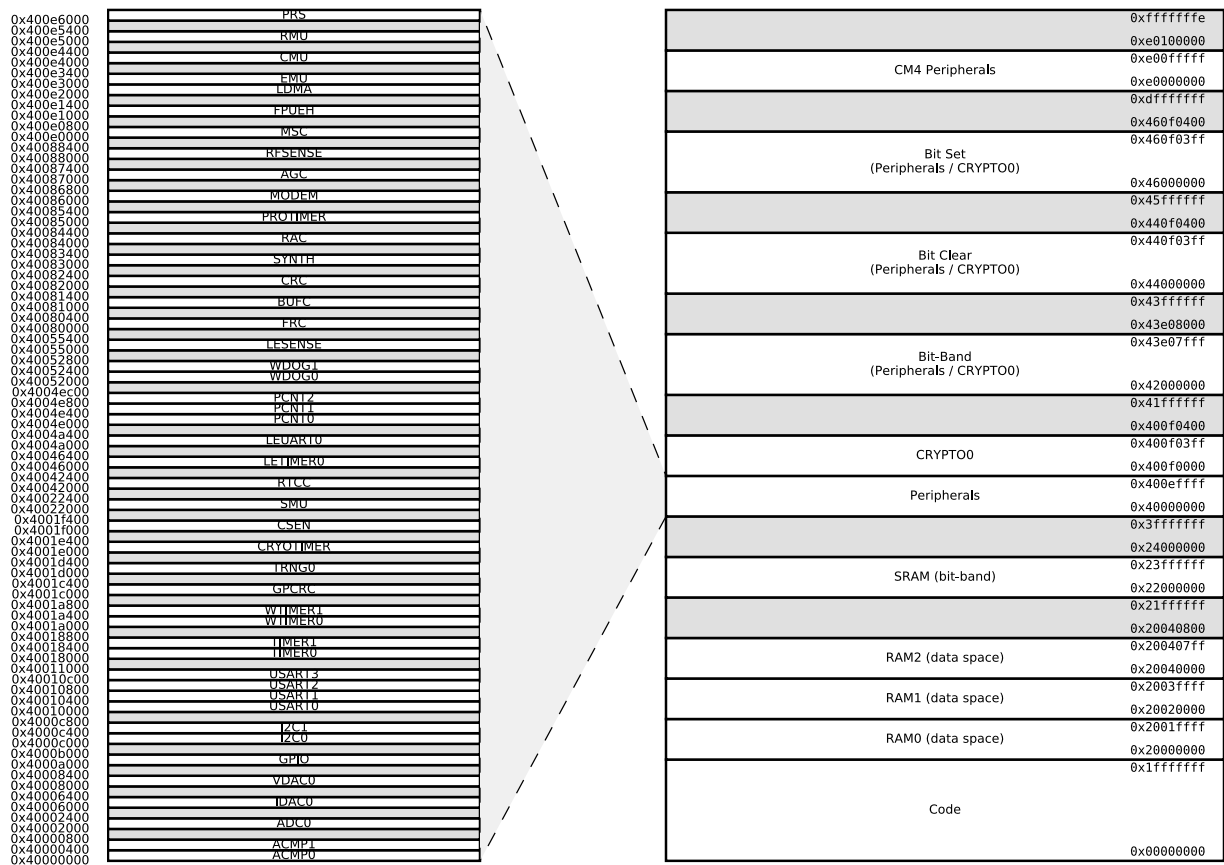 0x400e6000
0x400e5400
0x400e5000
0x400e4400
0x400e4000
0x400e3400
0x400e3000
0x400e2000
0x400e1400
0x400e1000
0x400e0800
0x400e0000
0x40088400
0x40088000
0x40087400
0x40087000
0x40086800
0x40086000
0x40085400
0x40085000
0x40084400
0x40084000
0x40083400
0x40083000
0x40082400
0x40082000
0x40081400
0x40081000
0x40080400
0x40080000
0x40055400
0x40055000
0x40052800
0x40052400
0x40052000
0x4004ec00
0x4004e800
0x4004e400
0x4004e000
0x4004a400
0x4004a000
0x40046400
0x40046000
0x40042400
0x40042000
0x40022400
0x40022000
0x4001f400
0x4001f000
0x4001e400
0x4001e000
0x4001d400
0x4001d000
0x4001c400
0x4001c000
0x4001a800
0x4001a400
0x4001a000
0x40018800
0x40018400
0x40018000
0x40011000
0x40010c00
0x40010800
0x40010400
0x40010000
0x4000c800
0x4000c400
0x4000c000
0x4000b000
0x4000a000
0x40008400
0x40008000
0x40006400
0x40006000
0x40002400
0x40002000
0x40000800
0x40000400
0x40000000
PRS
RMU
CMU
EMU
LDMA
FPUEH
MSC
RFSENSE
AGC
MODEM
PROTIMER
RAC
SYNTH
CRC
BUFC
FRC
LESENSE
WDOG1
WDOG0
PCNT2
PCNT1
PCNT0
LEUART0
LETIMER0
RTCC
SMU
CSEN
CRYOTIMER
TRNG0
GPCRC
WTIMER1
WTIMER0
TIMER1
TIMER0
USART3
USART2
USART1
USART0
I2C1
I2C0
GPIO
VDAC0
IDAC0
ADC0
ACMP1
ACMP0
0xfffffffe
0xe0100000
0xe00fffff
CM4 Peripherals
0xe0000000
0xdfffffff
0x460f0400
0x460f03ff
Bit Set
(Peripherals / CRYPTO0)
0x46000000
0x45ffffff
0x440f0400
0x440f03ff
Bit Clear
(Peripherals / CRYPTO0)
0x44000000
0x43ffffff
0x43e08000
0x43e07fff
Bit-Band
(Peripherals / CRYPTO0)
0x42000000
0x41ffffff
0x400f0400
0x400f03ff
CRYPTO0
0x400f0000
0x400effff
Peripherals
0x40000000
0x3fffffff
0x24000000
0x23ffffff
SRAM (bit-band)
0x22000000
0x21ffffff
0x20040800
0x200407ff
RAM2 (data space)
0x20040000
0x2003ffff
RAM1 (data space)
0x20020000
0x2001ffff
RAM0 (data space)
0x20000000
0x1fffffff
Code
0x00000000